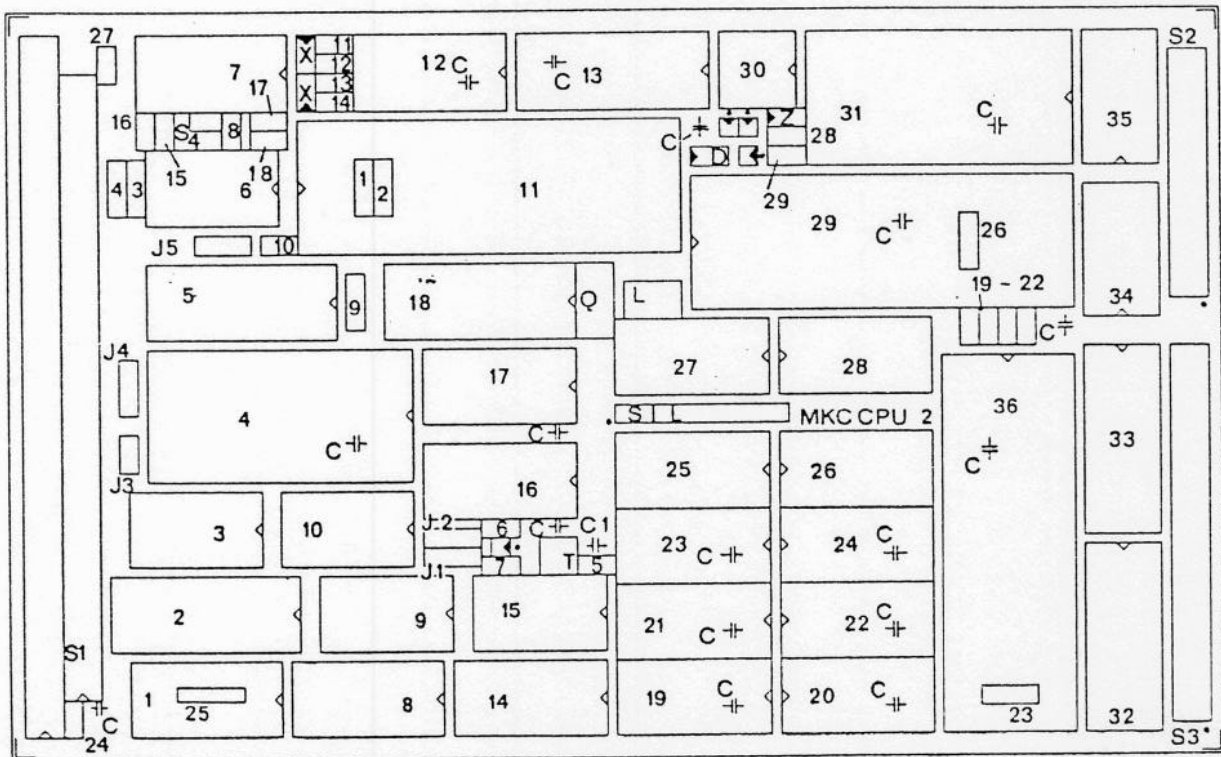 27
S2
7
17
X
11
12
13
14
X
12
C
C
13
30
31
C
35
16
S4
8
15
18
C
Z
28
D
29
4
3
6
1
2
11
29
C
26
J5
10
5
9
18
Q
L
19 - 22
C
34
J4
4
C
17
27
28
36
S
L
MKC CPU 2
C
C
33
J3
16
25
26
3
10
J2
6
C
C1
23
C
24
C
J1
7
T
5
2
9
15
21
C
22
C
S1
1
25
8
14
19
C
20
C
23
32
C
24
S3